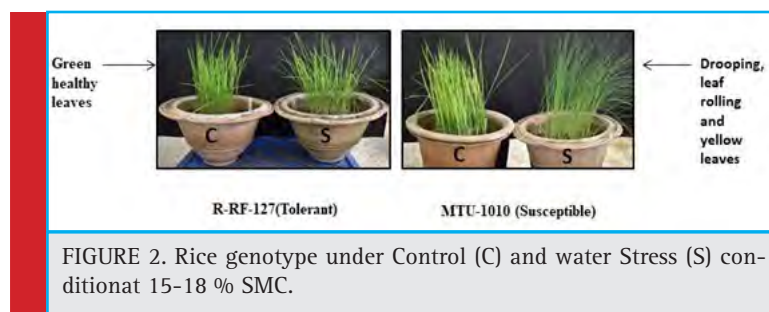 Green
healthy
leaves
C
S
C
S
Drooping,
leaf
rolling
and
yellow
leaves
R-RF-127(Tolerant)
MTU-1010 (Susceptible)
FIGURE 2. Rice genotype under Control (C) and water Stress (S) con-
ditionat 15-18 % SMC.